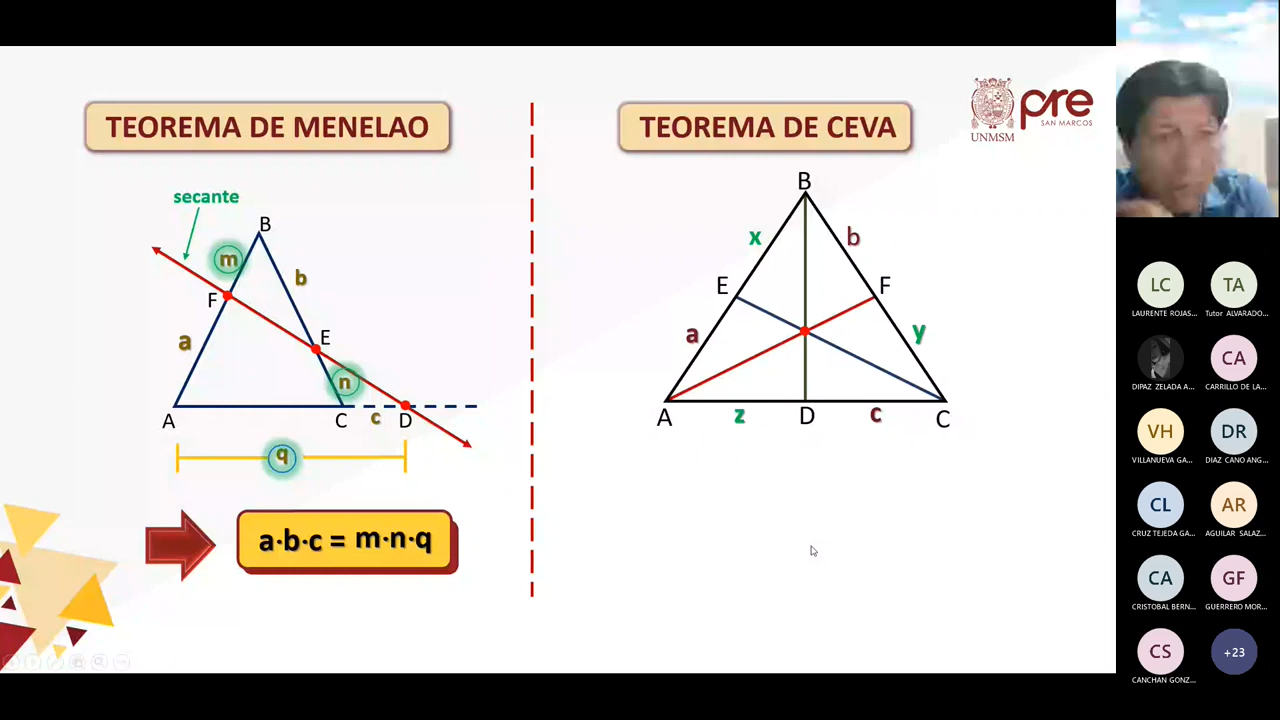 TEOREMA DE MENELAO
secante
B
m
b
F
E
a
n
A
C
c
D
q
a·b·c = m·n·q
TEOREMA DE CEVA
B
x
b
E
F
a
y
A
z
D
c
C
UNMSM
pre
SAN MARCOS
LC
LAURENTE ROJAS...
TA
Tutor ALVARADO...
DIPAZ ZELADA A...
CA
CARRILLO DE LA...
VH
VILLANUEVA GA...
DR
DIAZ CANO ANG...
CL
CRUZ TEJEDA GA...
AR
AGUILAR SALAZ...
CA
CRISTOBAL BERN...
GF
GUERRERO MOR...
CS
CANCHAN GONZ...
+23